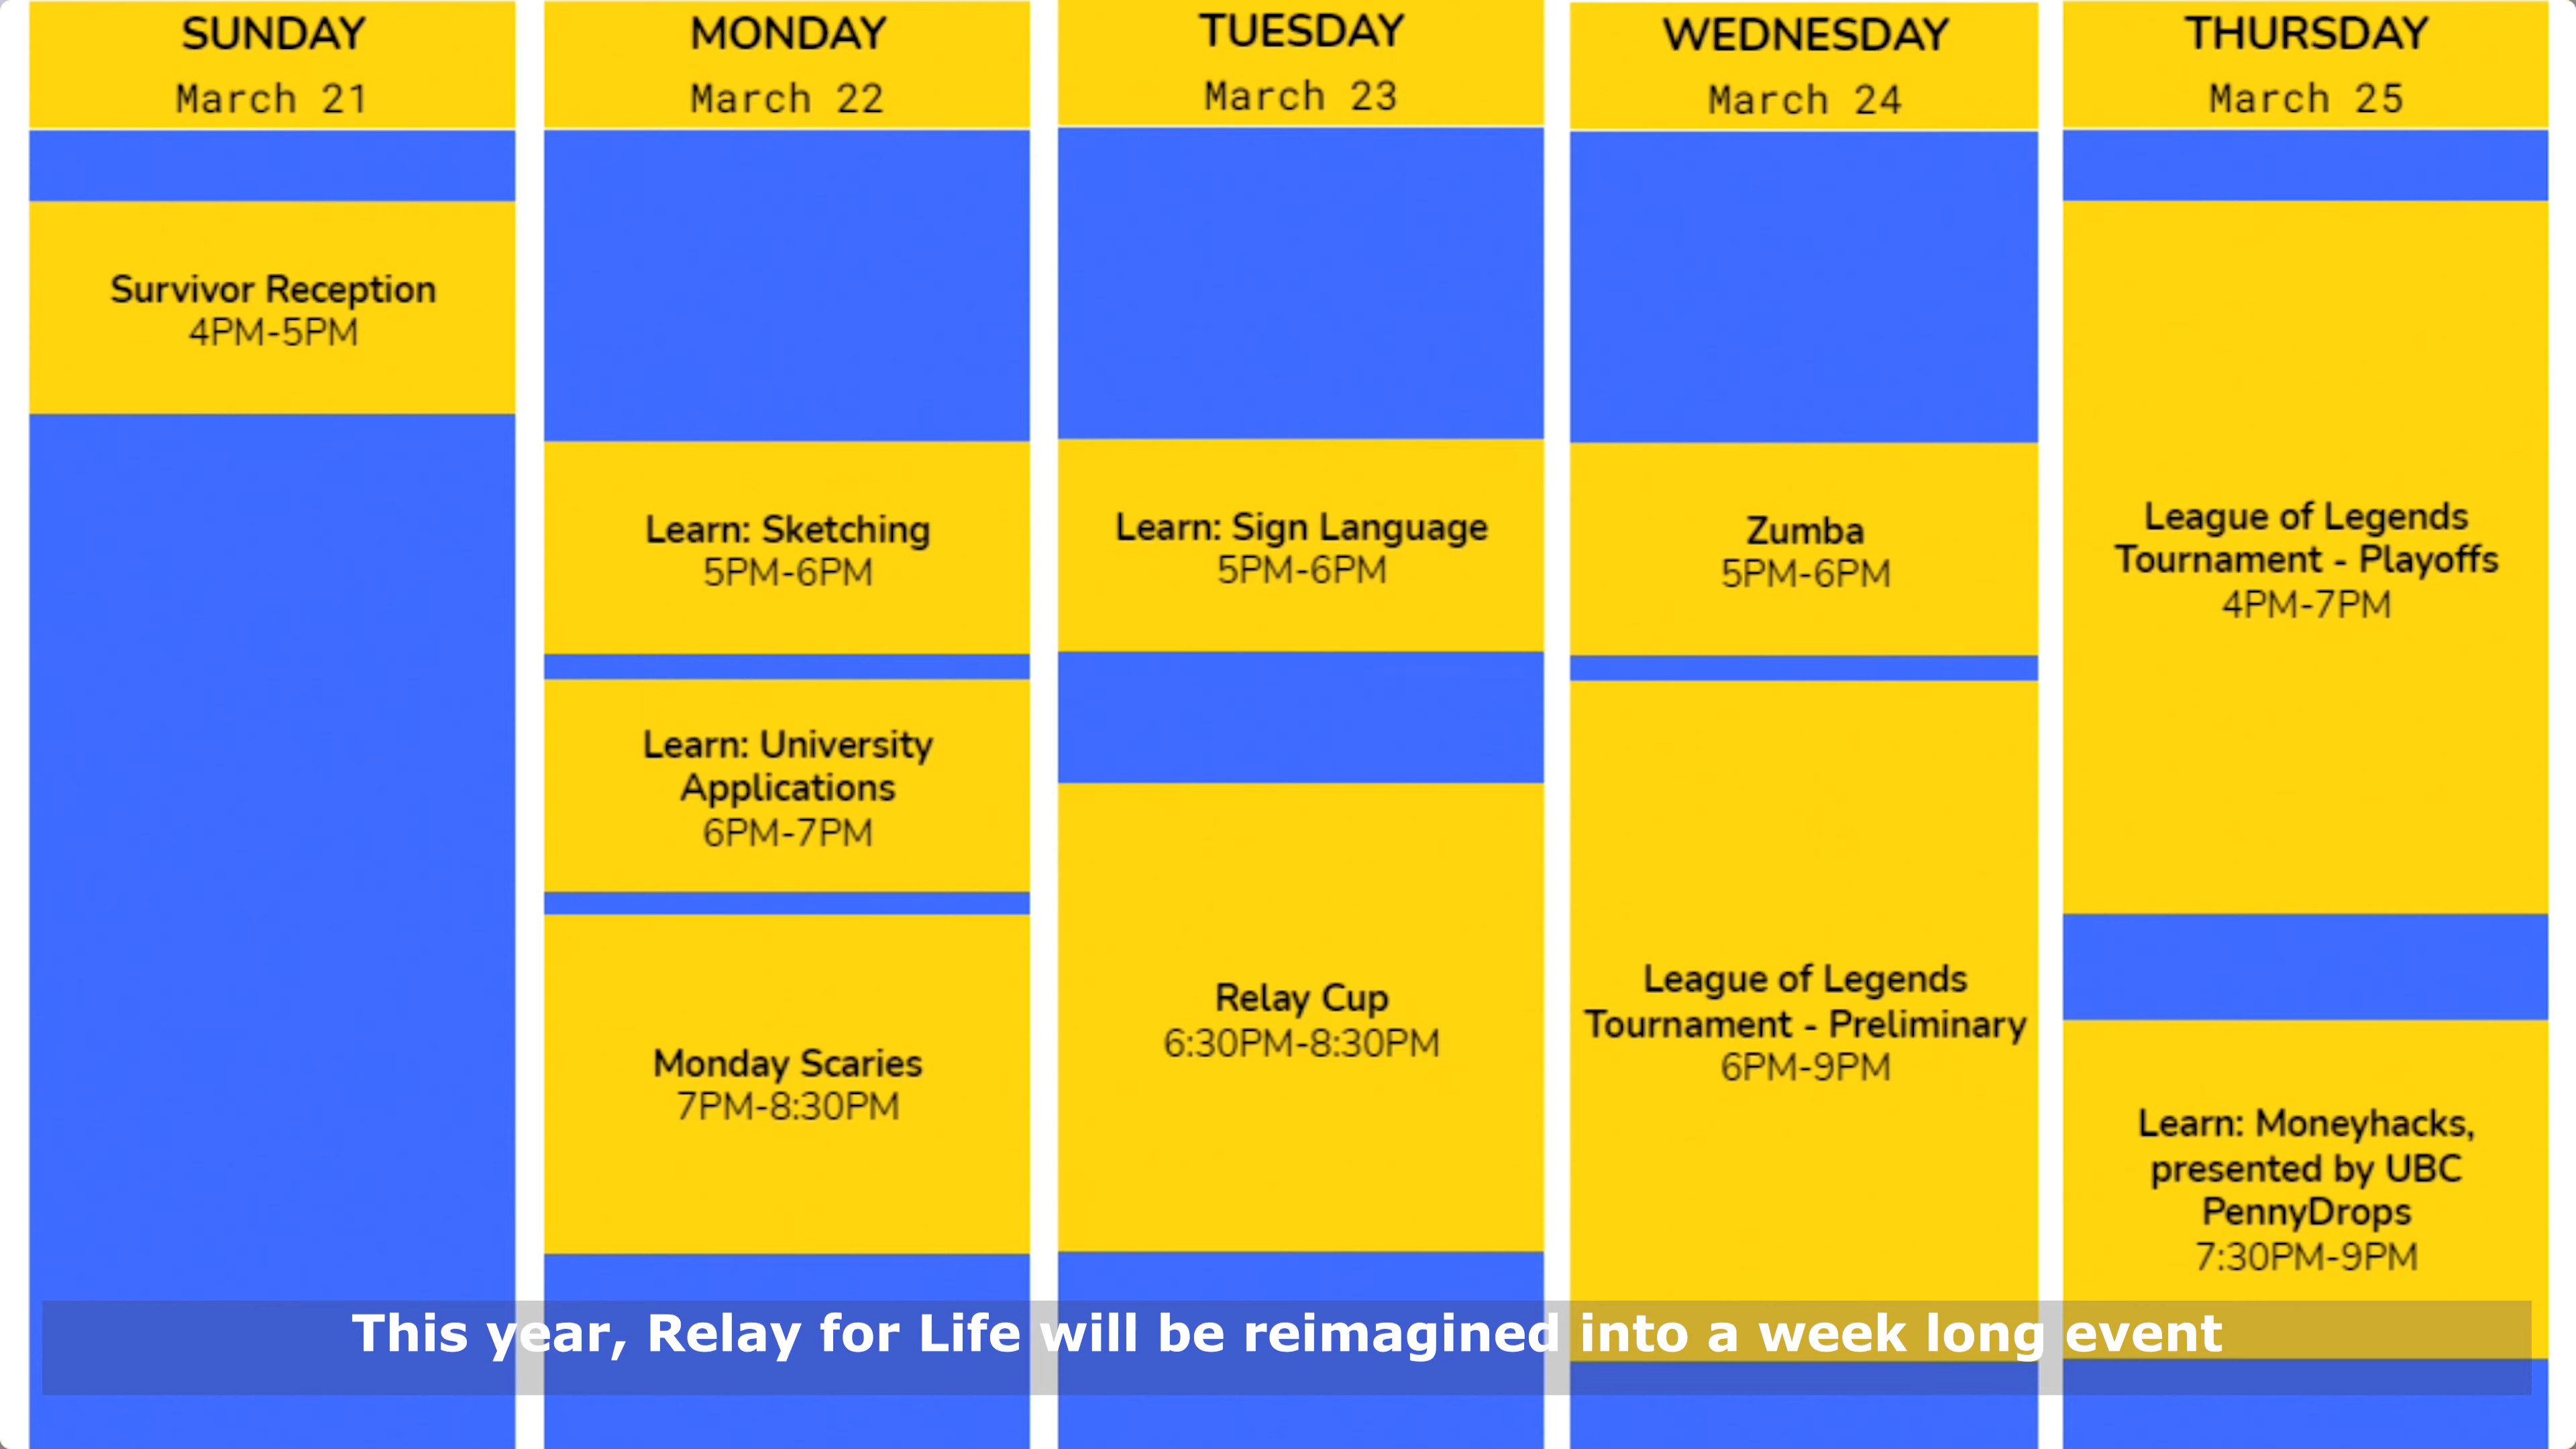 SUNDAY
March 21
Survivor Reception
4PM-5PM
MONDAY
March 22
Learn: Sketching
5PM-6PM
Learn: University
Applications
6PM-7PM
Monday Scaries
7PM-8:30PM
TUESDAY
March 23
Learn: Sign Language
5PM-6PM
Relay Cup
6:30PM-8:30PM
WEDNESDAY
March 24
Zumba
5PM-6PM
League of Legends
Tournament - Preliminary
6PM-9PM
THURSDAY
March 25
League of Legends
Tournament - Playoffs
4PM-7PM
Learn: Moneyhacks,
presented by UBC
PennyDrops
7:30PM-9PM
This year, Relay for Life will be reimagined into a week long event